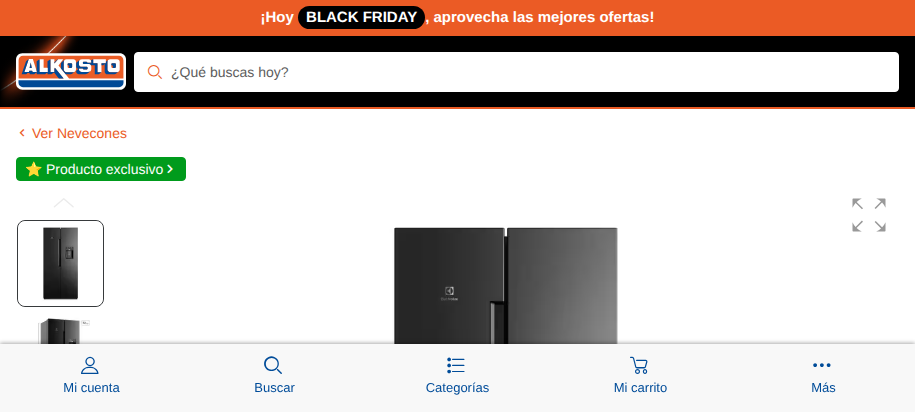 ¡Hoy BLACK FRIDAY, aprovecha las mejores ofertas!
ALKOSTO
¿Qué buscas hoy?
Ver Nevecones
Producto exclusivo
Mi cuenta
Buscar
Categorías
Mi carrito
Más